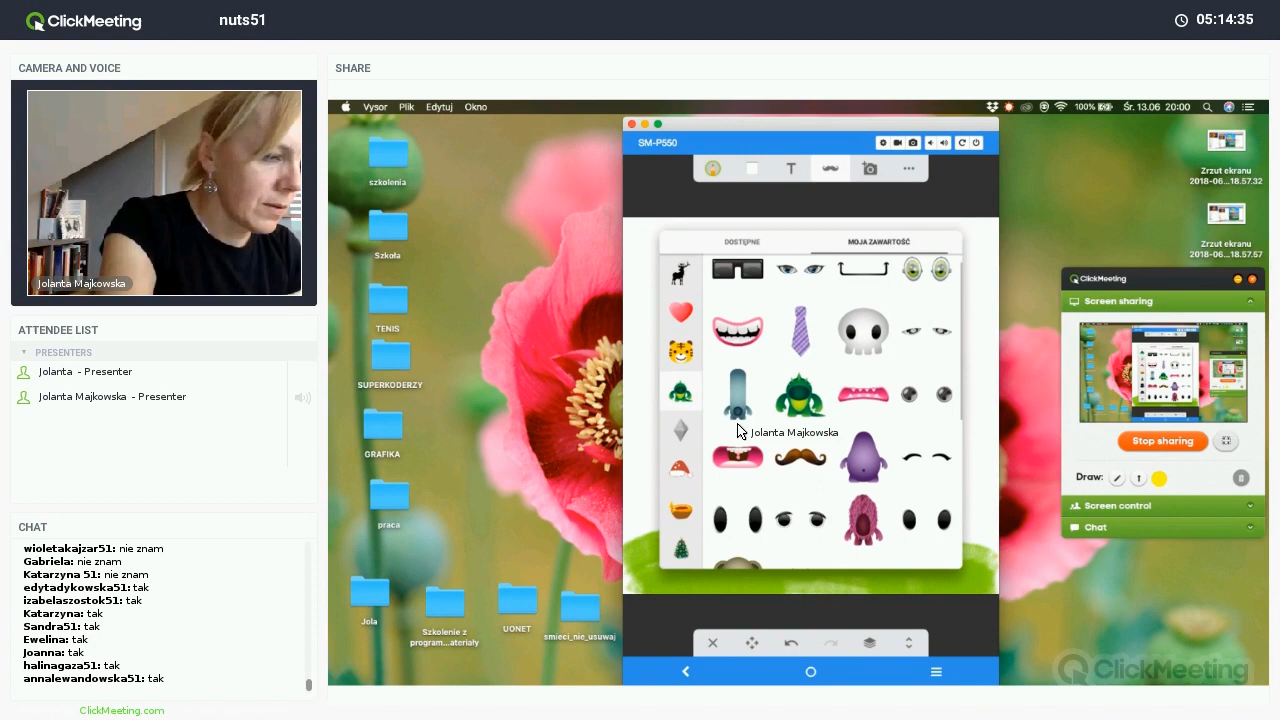 ClickMeeting
nuts51
05:14:35
CAMERA AND VOICE
Jolanta Majkowska
ATTENDEE LIST
PRESENTERS
Jolanta - Presenter
Jolanta Majkowska - Presenter
CHAT
wioletakajzar51: nie znam
Gabriela: nie znam
Katarzyna 51: nie znam
edytadykowska51: tak
izabelaszostok51: tak
Katarzyna: tak
Sandra51: tak
Ewelina: tak
Joanna: tak
halinagaza51: tak
annalewandowska51: tak
ClickMeeting.com
SHARE
Vysor Plik Edytuj Okno
100% Śr. 13.06 20:00
szkolenia
Szkoła
TENIS
SUPERKODERZY
GRAFIKA
praca
Jola
Szkolenie z
program...ateriały
UONET
smieci_nie_usuwaj
SM-P550
T
DOSTĘPNE
MOJA ZAWARTOŚĆ
Jolanta Majkowska
Zrzut ekranu
2018-06...18.57.32
Zrzut ekranu
2018-06...18.57.57
ClickMeeting
Screen sharing
Stop sharing
Draw:
Screen control
Chat
ClickMeeting